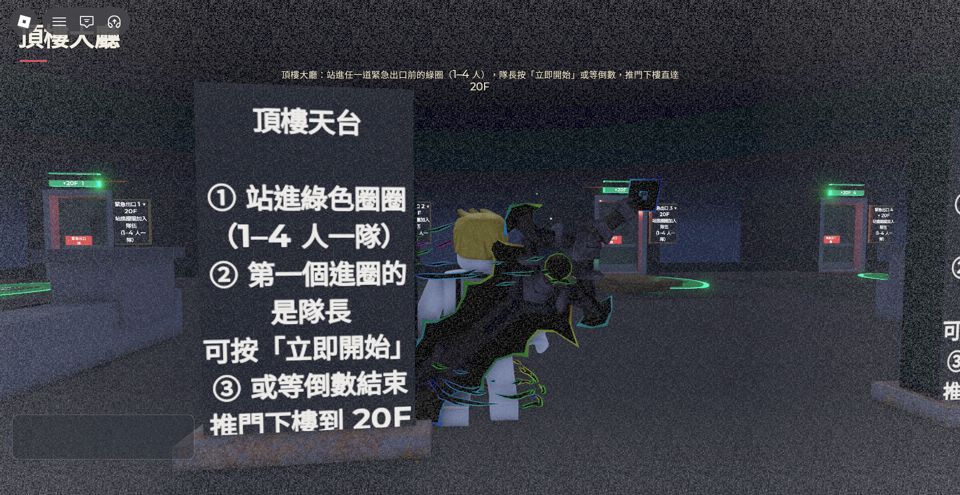 頂樓大廳
頂樓大廳：站進任一道緊急出口前的綠圈（1–4 人），隊長按「立即開始」或等倒數，推門下樓直達
20F
頂樓天台
① 站進綠色圈圈
（1–4 人一隊）
② 第一個進圈的
是隊長
可按「立即開始」
③ 或等倒數結束
推門下樓到 20F